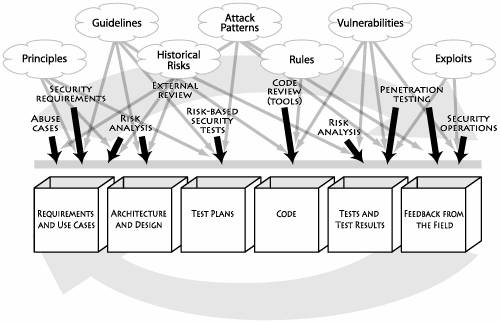 Guidelines
Attack
Patterns
Vulnerabilities
Principles
Historical
Risks
Rules
Exploits
Security
requirements
External
review
Code
review
(tools)
Penetration
testing
Abuse
cases
Risk
analysis
Risk-based
security
tests
Risk
analysis
Security
operations
Requirements
and Use Cases
Architecture
and Design
Test Plans
Code
Tests and
Test Results
Feedback from
the Field